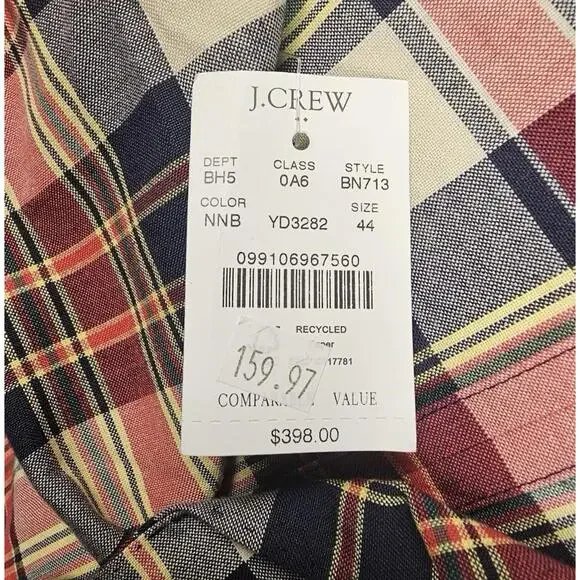 J.CREW
DEPT CLASS STYLE
BH5 0A6 BN713
COLOR SIZE
NNB YD3282 44
099106967560
RECYCLED
17781
159.97
VALUE
$398.00